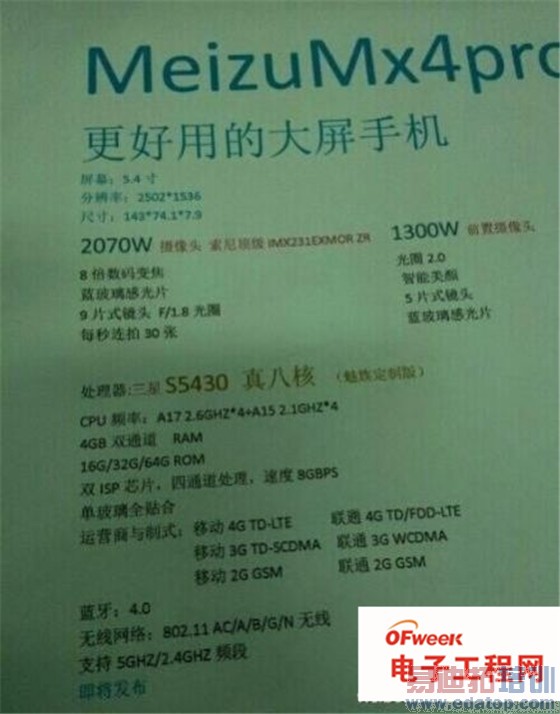 MeizuMx4pro
更好用的大屏手机
屏幕：5.4 寸
分辨率：2502*1536
尺寸：143*74.1*7.9
2070W 摄像头 索尼顶级 IMX231EXMOR ZR
8 倍数码变焦
蓝玻璃感光片
9 片式镜头 F/1.8 光圈
每秒连拍 30 张
1300W 前置摄像头
光圈 2.0
智能美颜
5 片式镜头
蓝玻璃感光片
处理器:三星 S5430 真八核 （魅族定制版）
CPU 频率：A17 2.6GHZ*4+A15 2.1GHZ*4
4GB 双通道 RAM
16G/32G/64G ROM
双 ISP 芯片，四通道处理，速度 8GBPS
单玻璃全贴合
运营商与制式：移动 4G TD-LTE 联通 4G TD/FDD-LTE
移动 3G TD-SCDMA 联通 3G WCDMA
移动 2G GSM 联通 2G GSM
蓝牙：4.0
无线网络：802.11 AC/A/B/G/N 无线
支持 5GHZ/2.4GHZ 频段
即将发布
OFweek
电子工程网
易迪拓培训
www.edatop.com